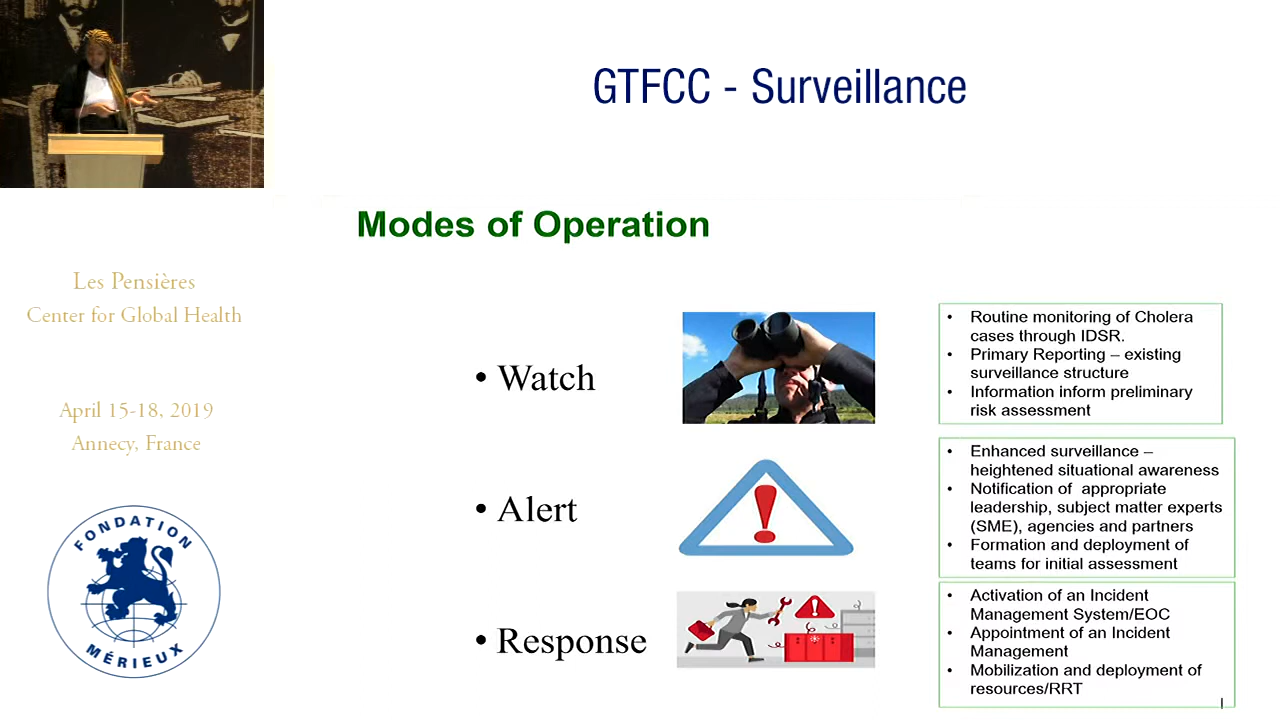 GTFCC - Surveillance
Modes of Operation
Les Pensières
Center for Global Health
April 15-18, 2019
Annecy, France
FONDATION
MÉRIEUX
• Watch
• Routine monitoring of Cholera
cases through IDSR.
• Primary Reporting – existing
surveillance structure
• Information inform preliminary
risk assessment
• Alert
• Enhanced surveillance –
heightened situational awareness
• Notification of appropriate
leadership, subject matter experts
(SME), agencies and partners
• Formation and deployment of
teams for initial assessment
• Response
• Activation of an Incident
Management System/EOC
• Appointment of an Incident
Management
• Mobilization and deployment of
resources/RRT